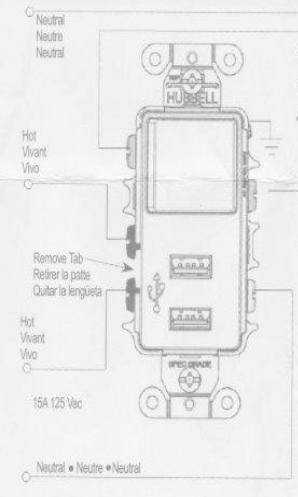 Neutral
Neutre
Neutral
HUBBELL
Hot
Vivant
Vivo
Remove Tab
Retirer la patte
Quitar la lengüeta
Hot
Vivant
Vivo
SPEC GRADE
15A 125 Vac
Neutral • Neutre • Neutral